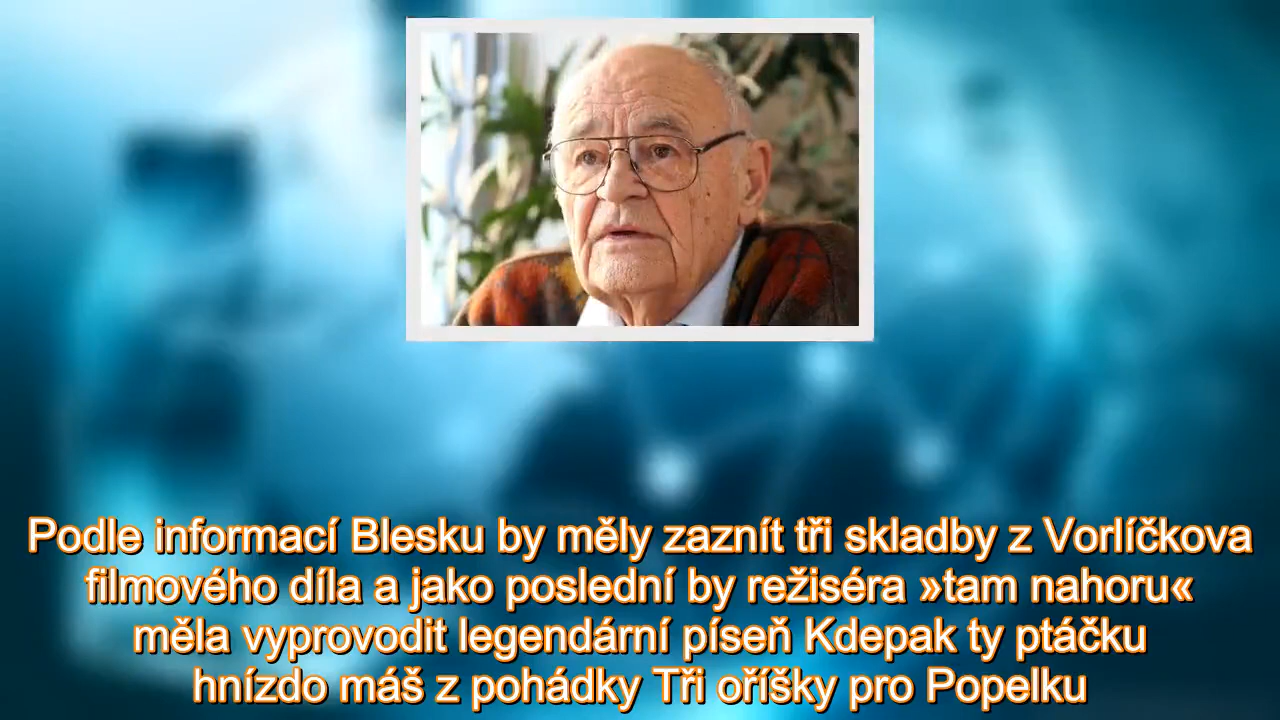 Podle informací Blesku by měly zaznít tři skladby z Vorlíčkova
filmového díla a jako poslední by režiséra »tam nahoru«
měla vyprovodit legendární píseň Kdepak ty ptáčku
hnízdo máš z pohádky Tři oříšky pro Popelku